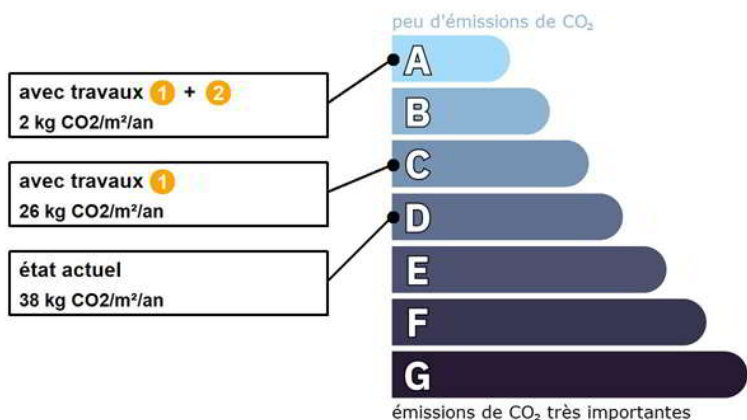 peu d'émissions de CO₂
A
avec travaux 1 + 2
2 kg CO2/m²/an
B
avec travaux 1
26 kg CO2/m²/an
C
D
état actuel
38 kg CO2/m²/an
E
F
G
émissions de CO₂ très importantes